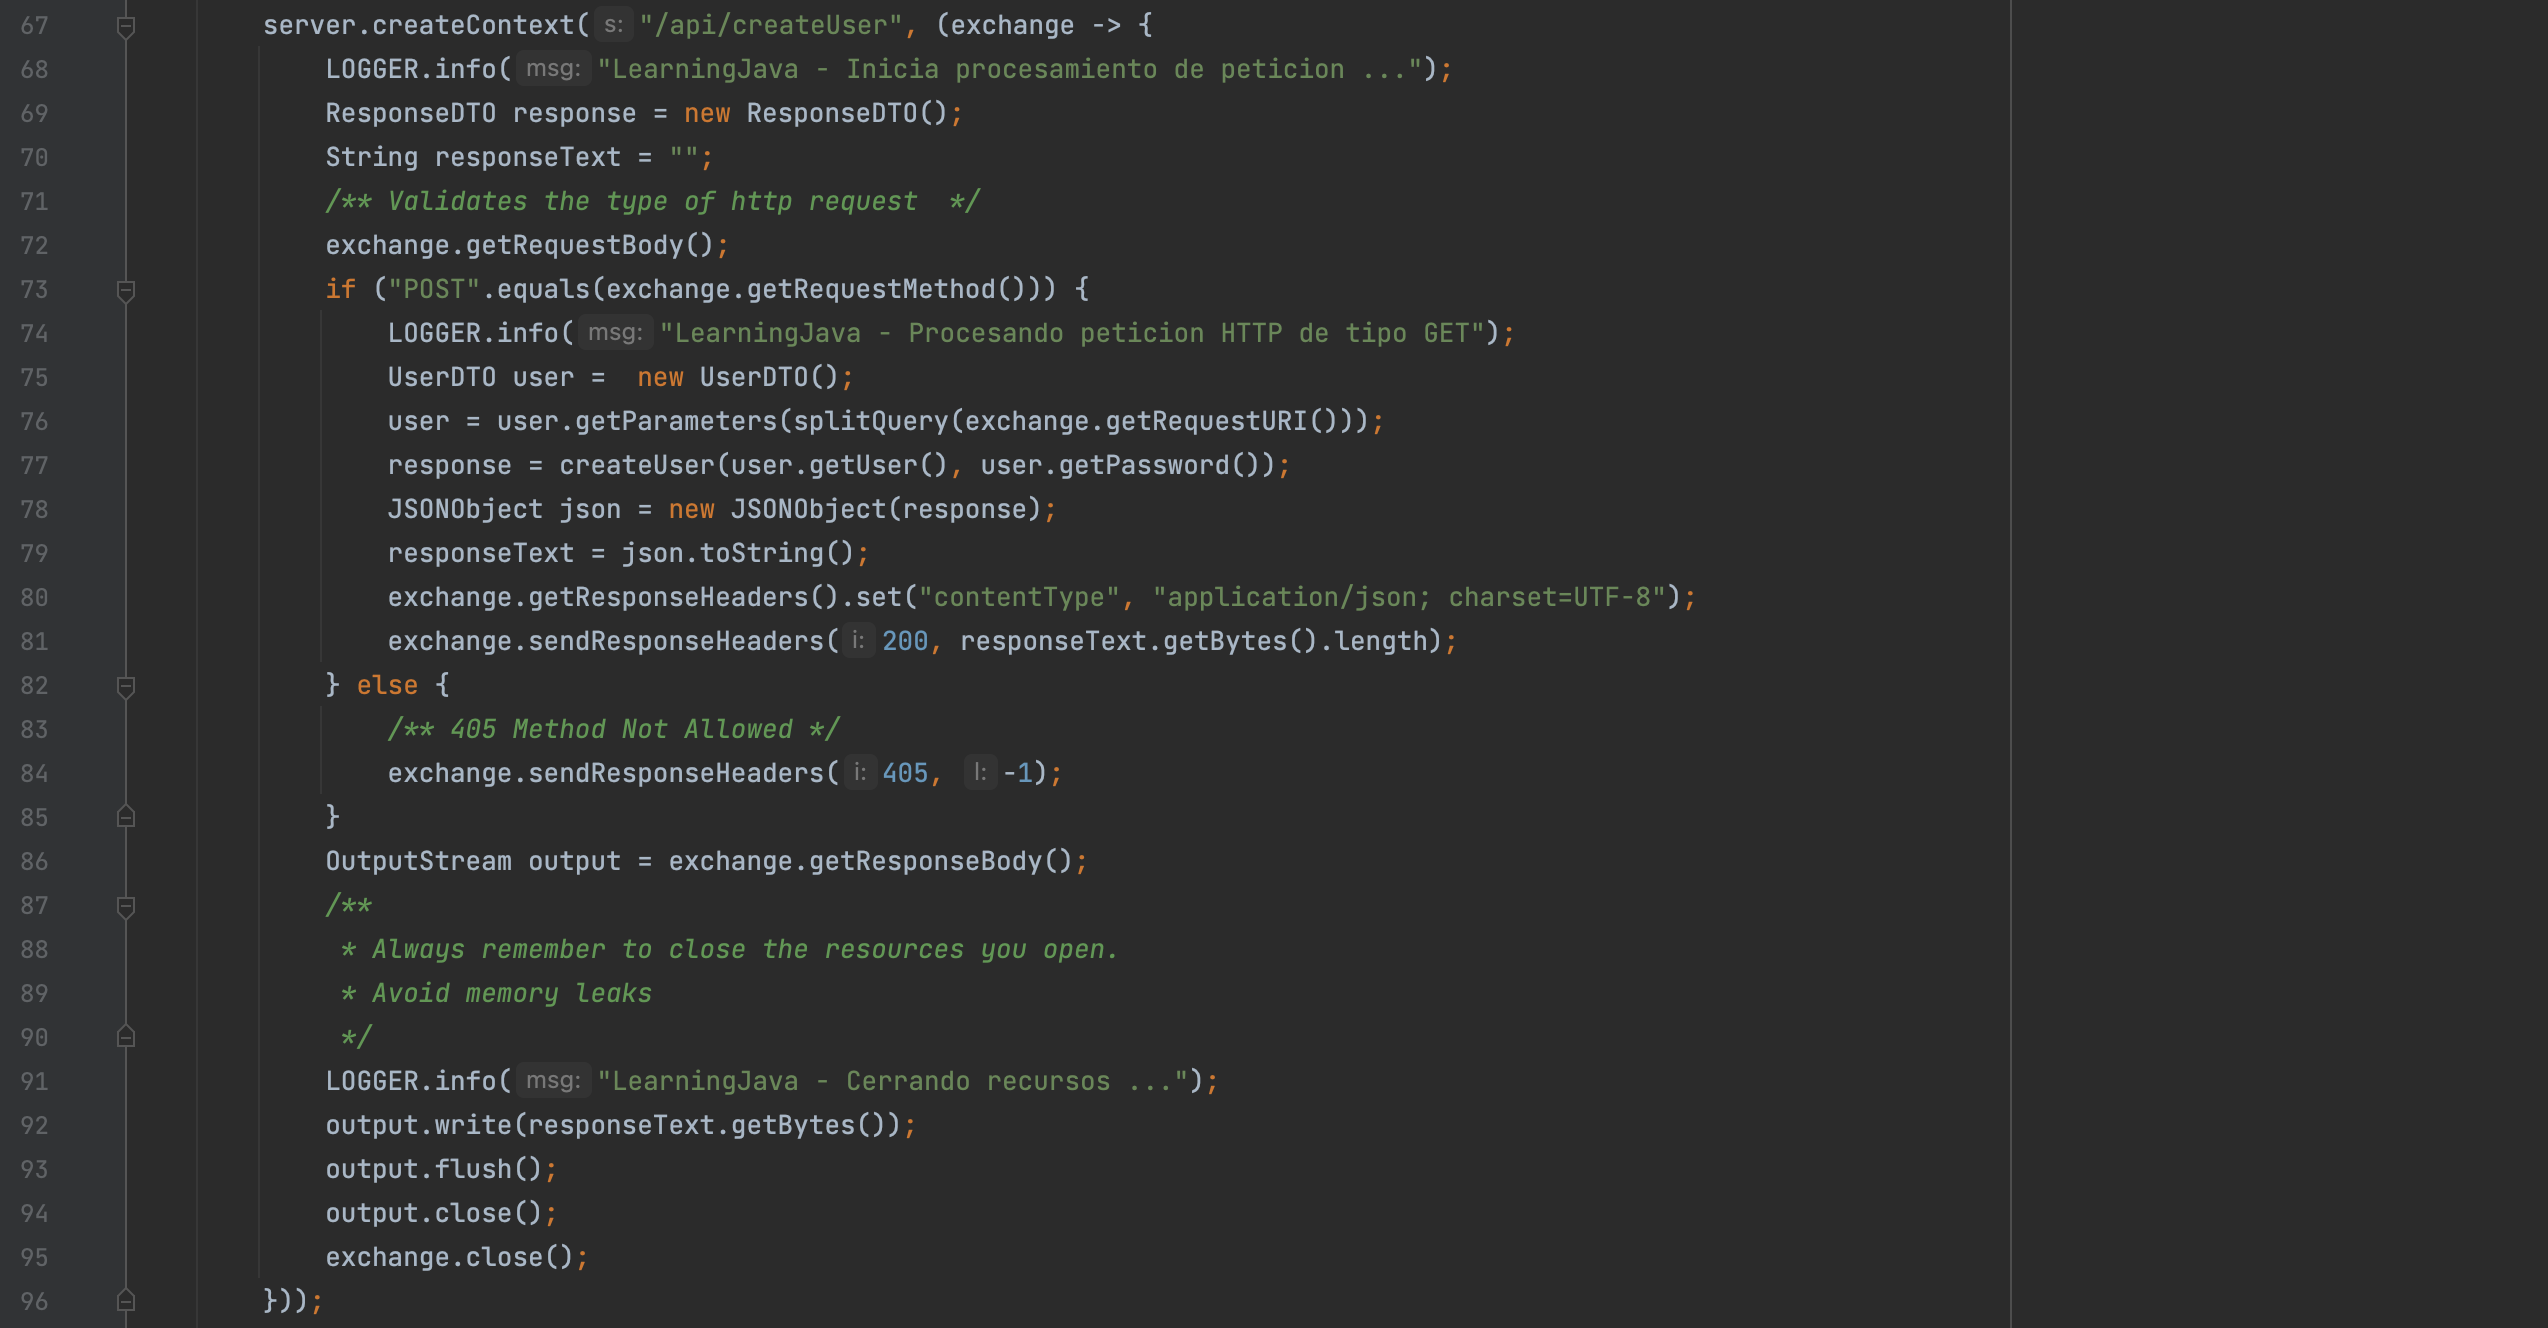 67 server.createContext( s: "/api/createUser", (exchange -> {
68 LOGGER.info( msg: "LearningJava - Inicia procesamiento de peticion ...");
69 ResponseDTO response = new ResponseDTO();
70 String responseText = "";
71 /** Validates the type of http request  */
72 exchange.getRequestBody();
73 if ("POST".equals(exchange.getRequestMethod())) {
74 LOGGER.info( msg: "LearningJava - Procesando peticion HTTP de tipo GET");
75 UserDTO user =  new UserDTO();
76 user = user.getParameters(splitQuery(exchange.getRequestURI()));
77 response = createUser(user.getUser(), user.getPassword());
78 JSONObject json = new JSONObject(response);
79 responseText = json.toString();
80 exchange.getResponseHeaders().set("contentType", "application/json; charset=UTF-8");
81 exchange.sendResponseHeaders( i: 200, responseText.getBytes().length);
82 } else {
83 /** 405 Method Not Allowed */
84 exchange.sendResponseHeaders( i: 405, l: -1);
85 }
86 OutputStream output = exchange.getResponseBody();
87 /**
88 * Always remember to close the resources you open.
89 * Avoid memory leaks
90 */
91 LOGGER.info( msg: "LearningJava - Cerrando recursos ...");
92 output.write(responseText.getBytes());
93 output.flush();
94 output.close();
95 exchange.close();
96 }));